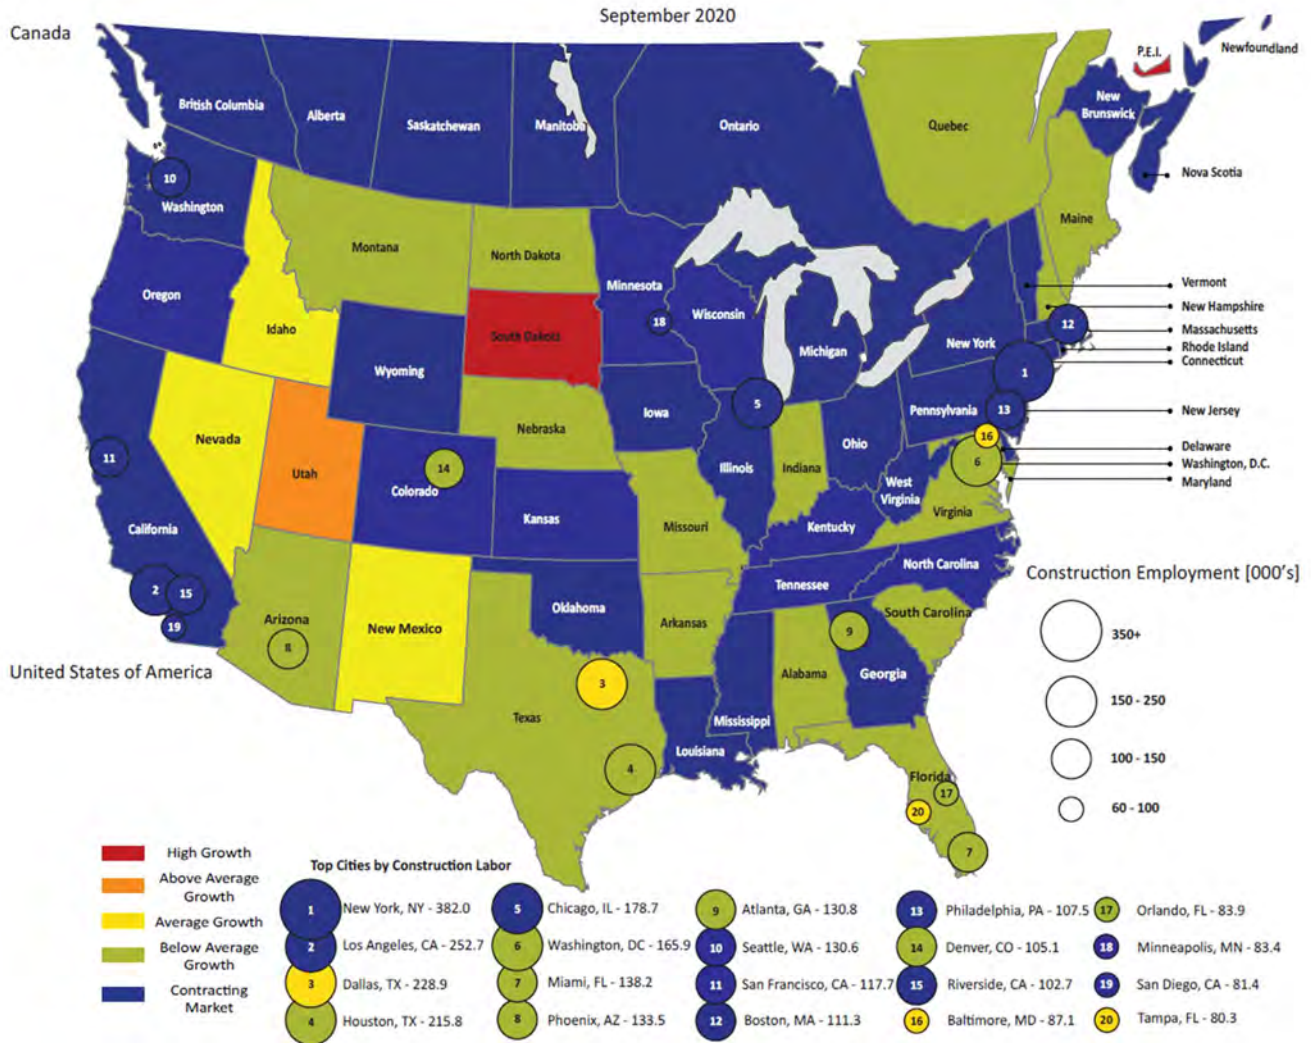 September 2020
Canada
Newfoundland
P.E.I.
British Columbia
Alberta
Saskatchewan
Manitoba
Ontario
Quebec
New
Brunswick
Nova Scotia
10
Washington
Montana
North Dakota
Minnesota
Maine
Oregon
Idaho
South Dakota
18
Wisconsin
Michigan
New York
12
Vermont
New Hampshire
Massachusetts
Rhode Island
Connecticut
Wyoming
Iowa
5
1
Pennsylvania
13
New Jersey
Nevada
Utah
Nebraska
Illinois
Indiana
Ohio
16
6
Delaware
Washington, D.C.
Maryland
11
14
Colorado
Kansas
Missouri
West
Virginia
Virginia
Kentucky
California
North Carolina
Tennessee
2
15
19
Arizona
8
New Mexico
Oklahoma
Arkansas
South Carolina
9
Alabama
Georgia
United States of America
Texas
3
4
Mississippi
Louisiana
Florida
17
20
7
Construction Employment [000's]
350+
150 - 250
100 - 150
60 - 100
High Growth
Above Average
Growth
Average Growth
Below Average
Growth
Contracting
Market
Top Cities by Construction Labor
1 New York, NY - 382.0
2 Los Angeles, CA - 252.7
3 Dallas, TX - 228.9
4 Houston, TX - 215.8
5 Chicago, IL - 178.7
6 Washington, DC - 165.9
7 Miami, FL - 138.2
8 Phoenix, AZ - 133.5
9 Atlanta, GA - 130.8
10 Seattle, WA - 130.6
11 San Francisco, CA - 117.7
12 Boston, MA - 111.3
13 Philadelphia, PA - 107.5
14 Denver, CO - 105.1
15 Riverside, CA - 102.7
16 Baltimore, MD - 87.1
17 Orlando, FL - 83.9
18 Minneapolis, MN - 83.4
19 San Diego, CA - 81.4
20 Tampa, FL - 80.3